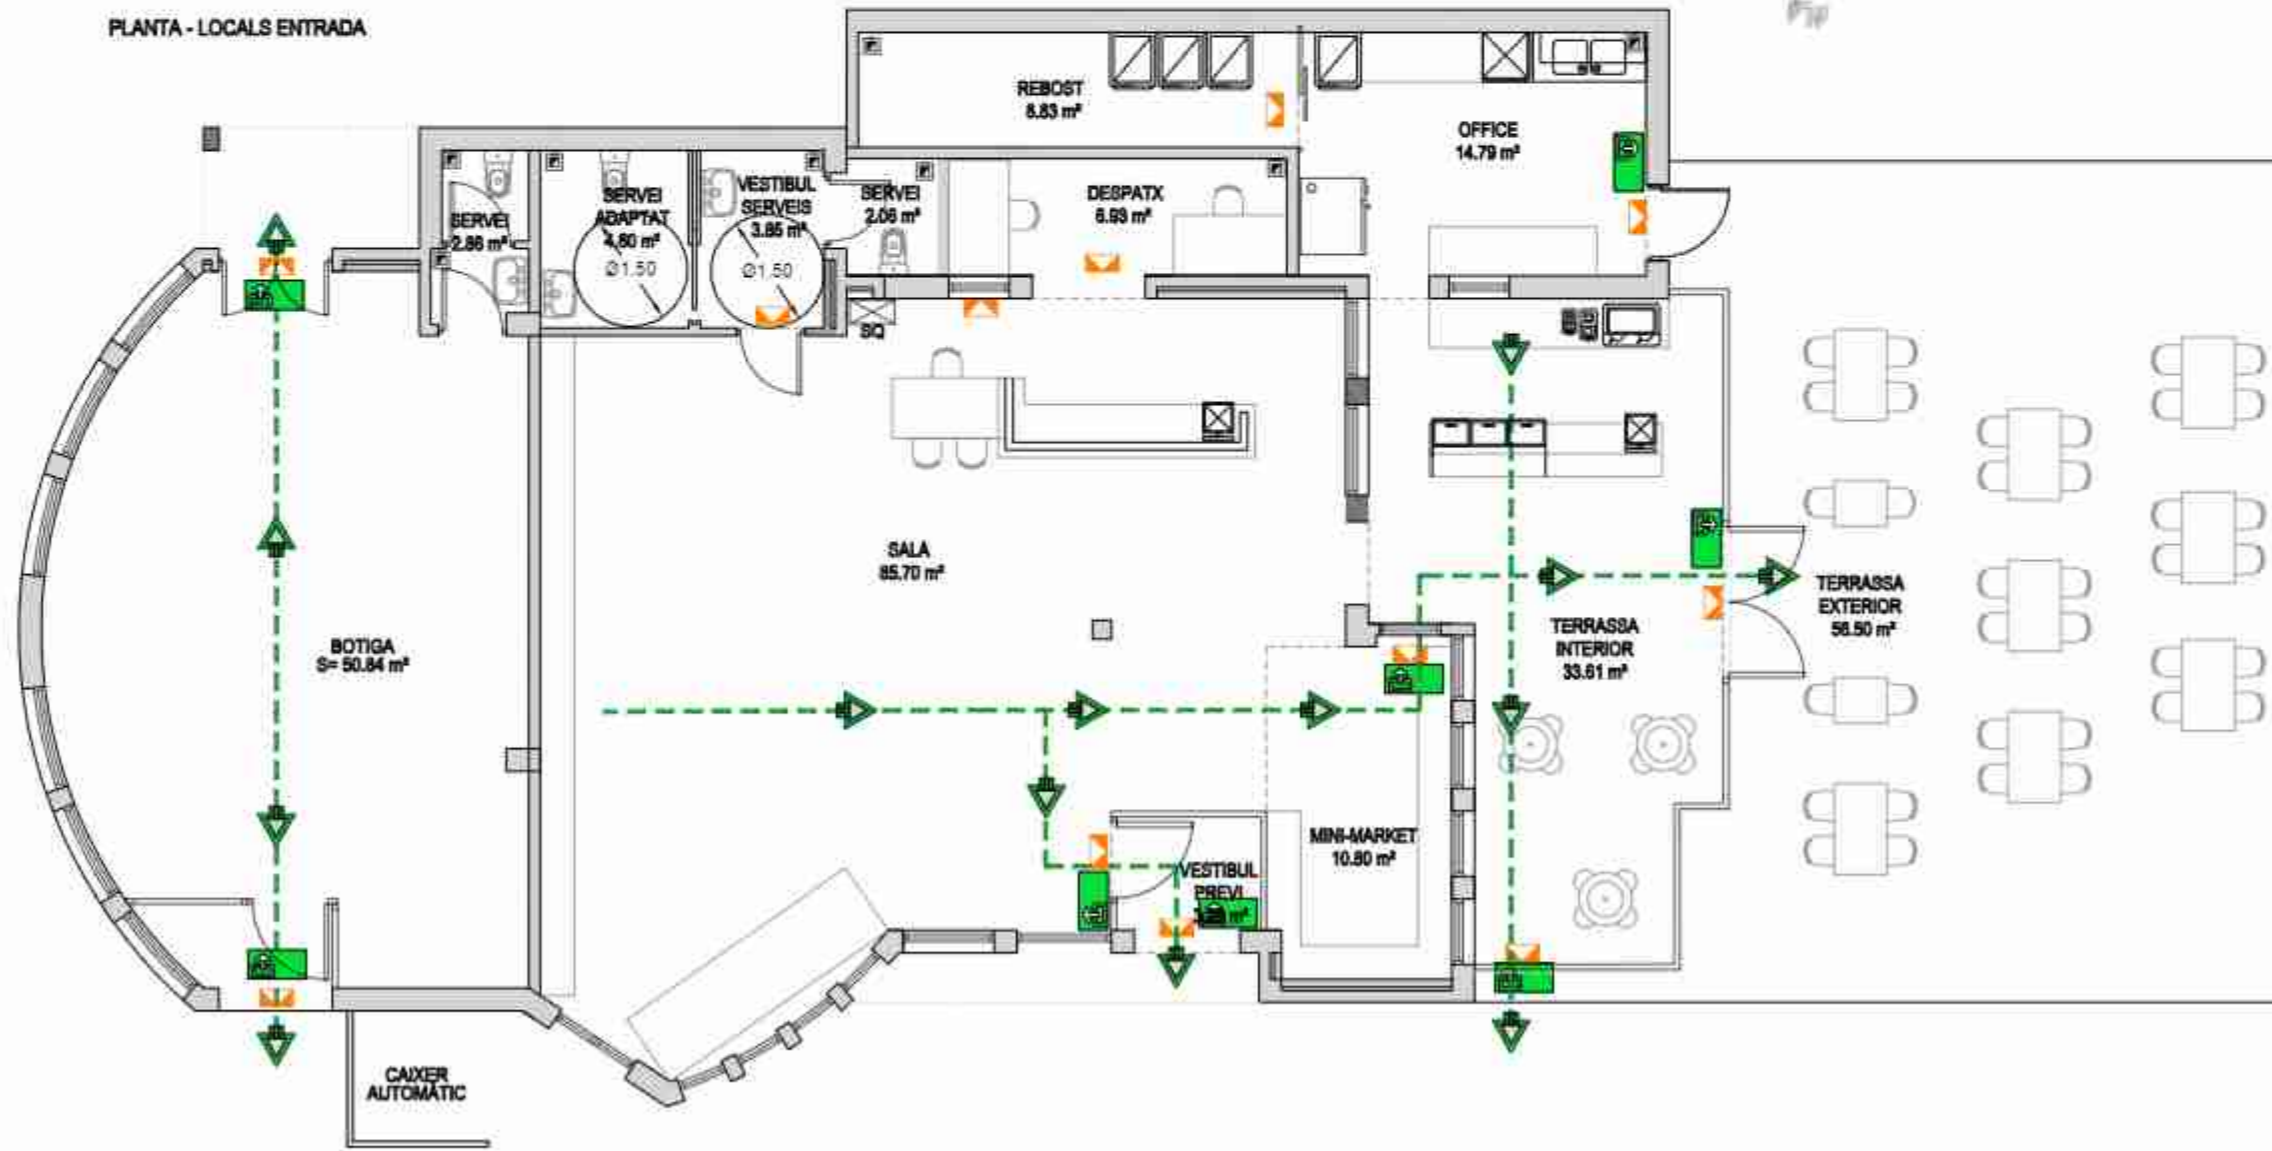 PLANTA - LOCALS ENTRADA
REBOST
8.83 m²
OFFICE
14.79 m²
SERVEI
2.86 m²
SERVEI
ADAPTAT
4.60 m²
Ø1.50
VESTIBUL
SERVEIS
3.85 m²
Ø1.50
SERVEI
2.06 m²
DESPATX
6.93 m²
SQ
SALA
85.70 m²
BOTIGA
S= 50.84 m²
TERRASSA
INTERIOR
33.61 m²
TERRASSA
EXTERIOR
56.50 m²
MINI-MARKET
10.80 m²
VESTIBUL
PREVI
m²
CAIXER
AUTOMÀTIC